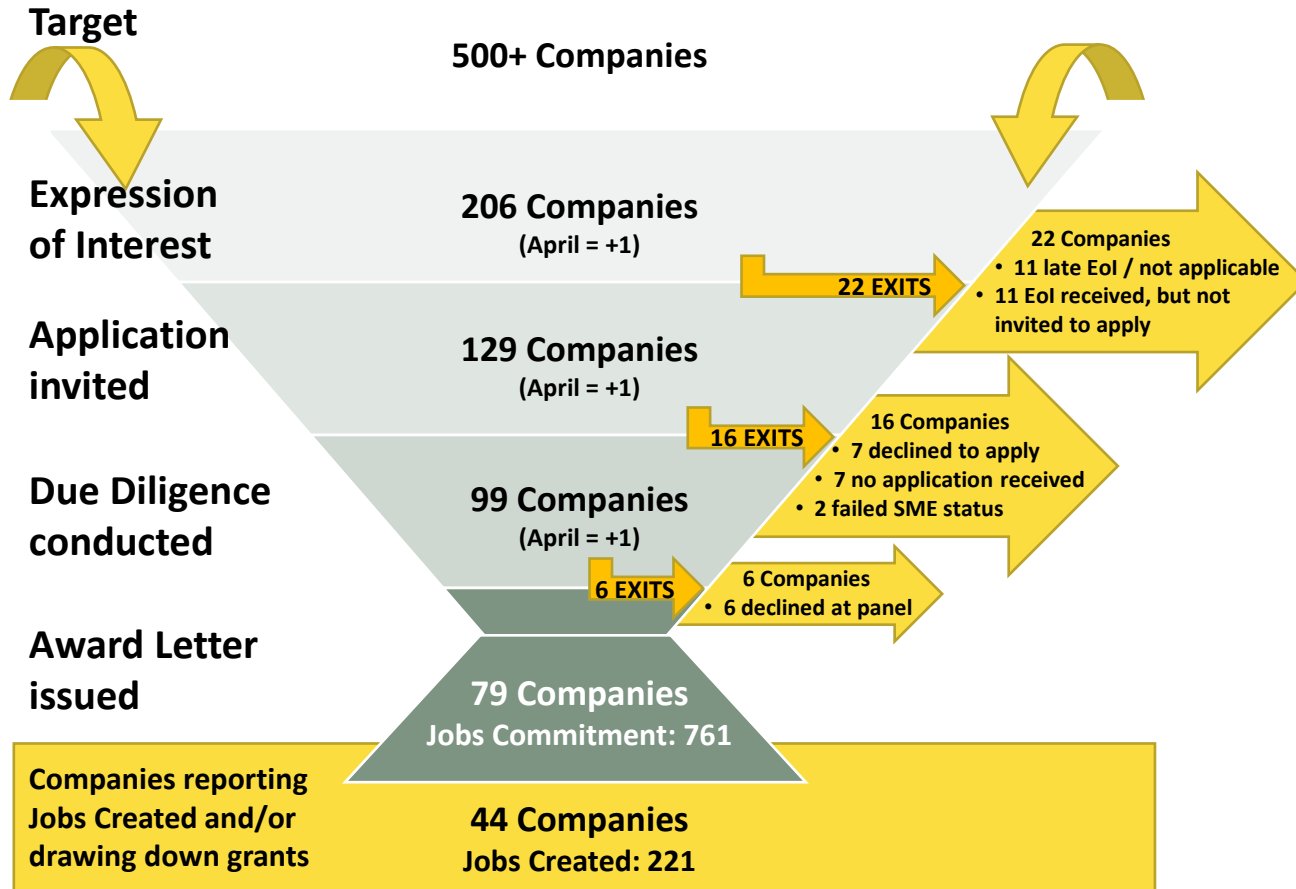 Target
500+ Companies
Expression
of Interest
206 Companies
(April = +1)
22 EXITS
22 Companies
• 11 late EoI / not applicable
• 11 EoI received, but not
invited to apply
Application
invited
129 Companies
(April = +1)
16 EXITS
16 Companies
• 7 declined to apply
• 7 no application received
• 2 failed SME status
Due Diligence
conducted
99 Companies
(April = +1)
6 EXITS
6 Companies
• 6 declined at panel
Award Letter
issued
79 Companies
Jobs Commitment: 761
Companies reporting
Jobs Created and/or
drawing down grants
44 Companies
Jobs Created: 221